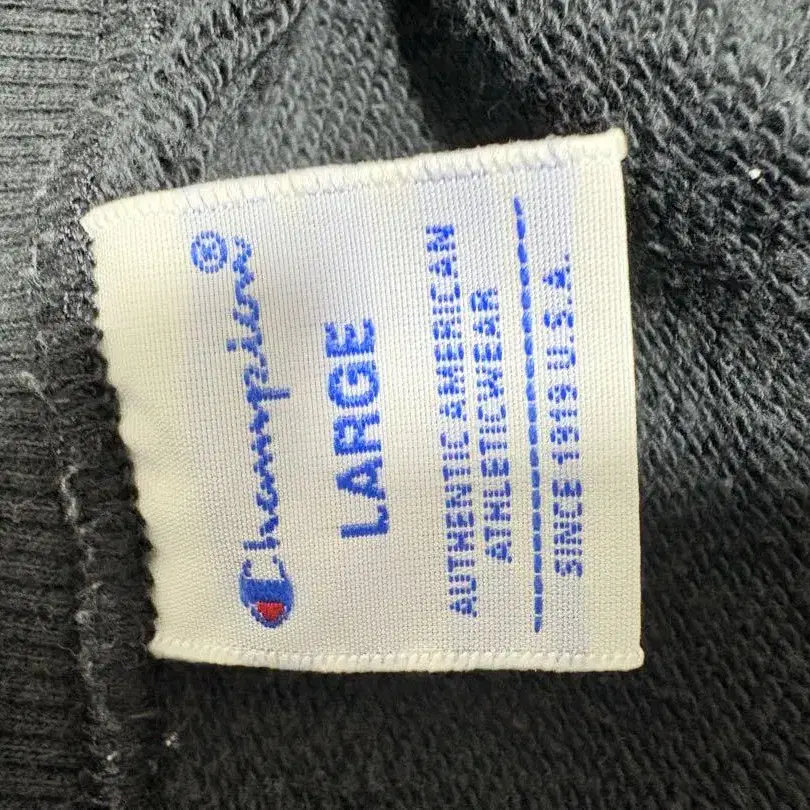 Champion®
LARGE
AUTHENTIC AMERICAN
ATHLETICWEAR
SINCE 1919 U.S.A.